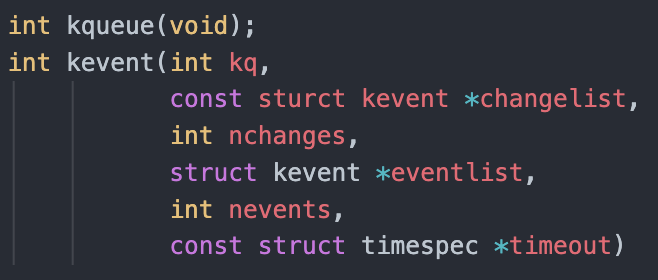 int kqueue(void);
int kevent(int kq,
const sturct kevent *changelist,
int nchanges,
struct kevent *eventlist,
int nevents,
const struct timespec *timeout)